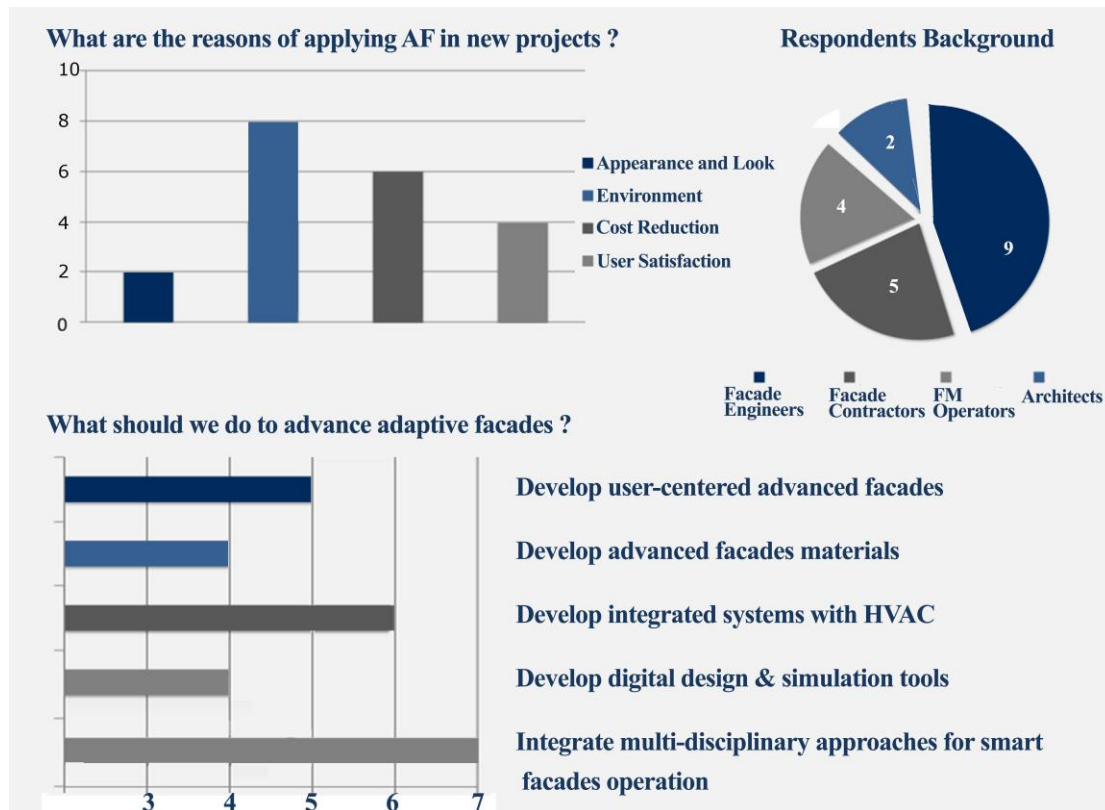 What are the reasons of applying AF in new projects ?
10
8
6
4
2
0
Appearance and Look
Environment
Cost Reduction
User Satisfaction
Respondents Background
2
4
5
9
Facade Engineers
Facade Contractors
FM Operators
Architects
What should we do to advance adaptive facades ?
Develop user-centered advanced facades
Develop advanced facades materials
Develop integrated systems with HVAC
Develop digital design & simulation tools
Integrate multi-disciplinary approaches for smart
facades operation
3 4 5 6 7